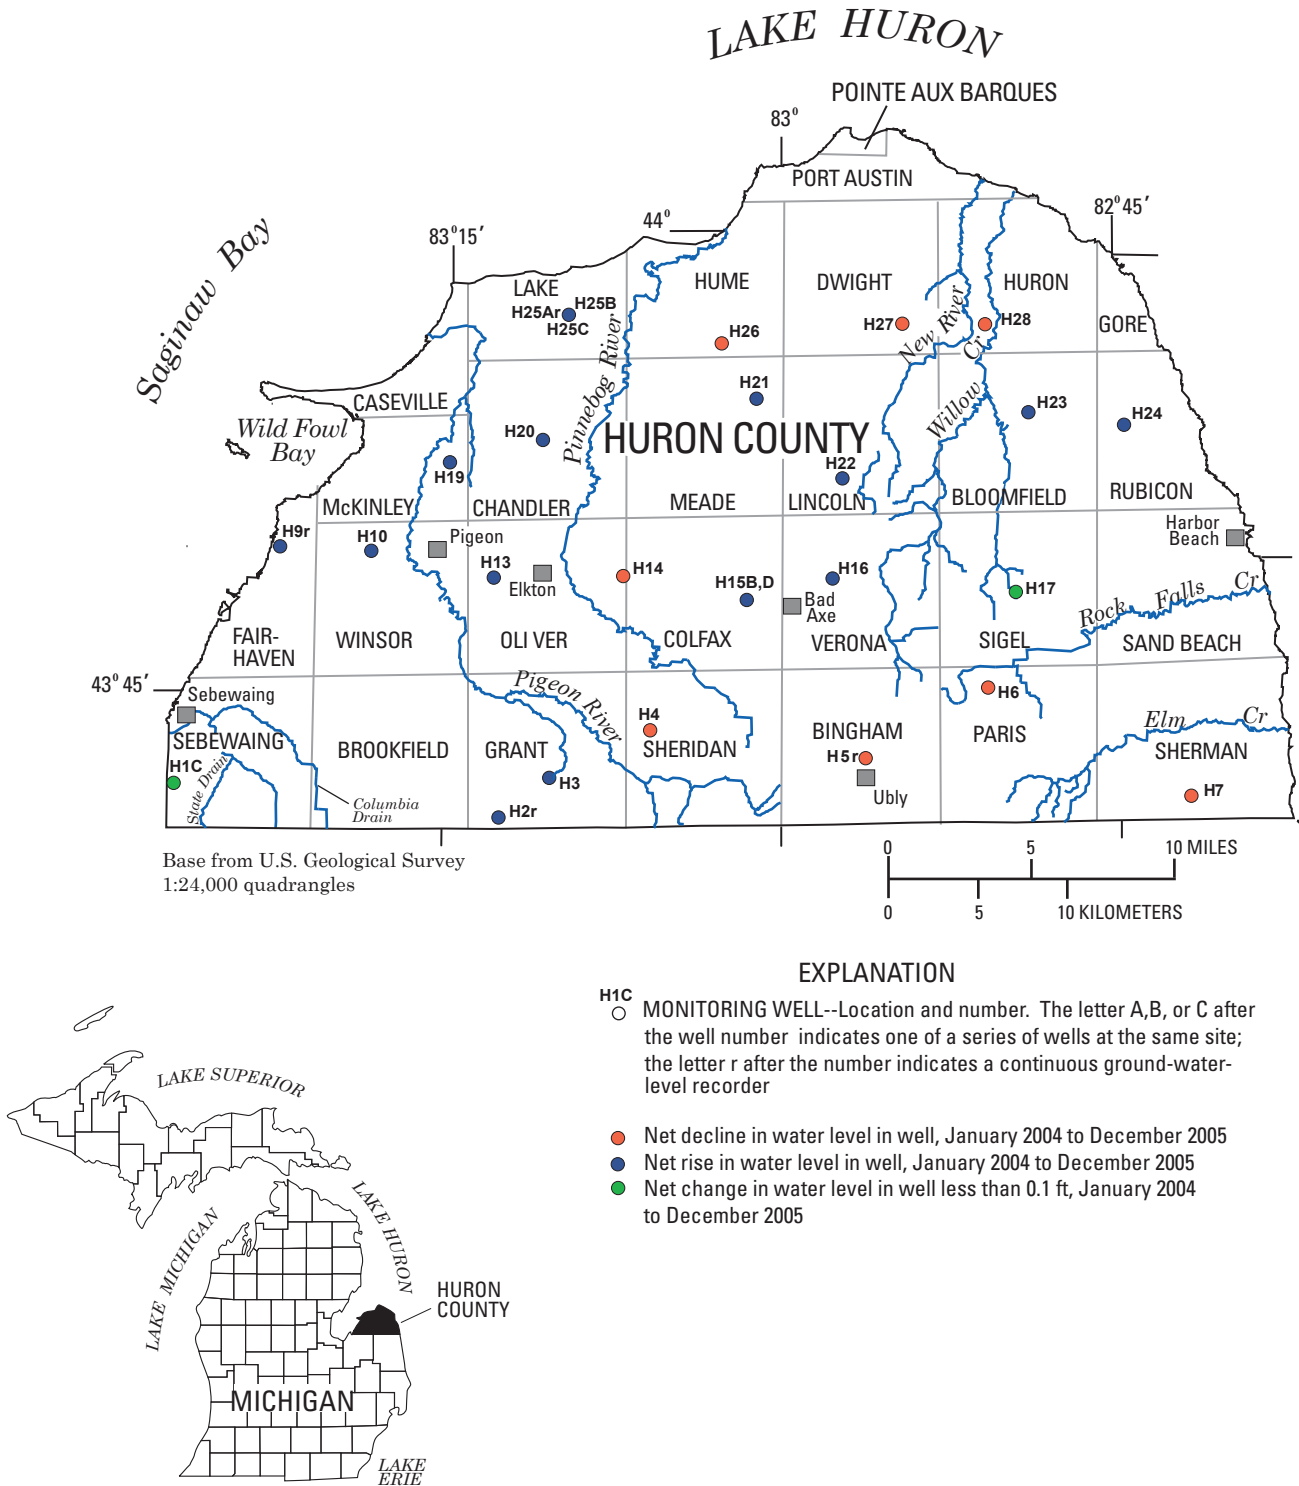 LAKE HURON
POINTE AUX BARQUES
83°
PORT AUSTIN
82°45′
44°
83°15′
Saginaw Bay
LAKE
HUME
DWIGHT
HURON
GORE
H25Ar
H25B
H25C
H26
H27
H28
New River
Pinnebog River
Willow Cr
CASEVILLE
H21
H23
H24
Wild Fowl
Bay
H20
HURON COUNTY
H19
H22
McKINLEY
CHANDLER
MEADE
LINCOLN
BLOOMFIELD
RUBICON
Harbor
Beach
H9r
H10
Pigeon
H13
Elkton
H14
H15B,D
H16
Bad
Axe
H17
Rock Falls Cr
FAIR-
HAVEN
WINSOR
OLIVER
COLFAX
VERONA
SIGEL
SAND BEACH
43°45′
Sebewaing
Pigeon River
H6
H4
SEBEWAING
BROOKFIELD
GRANT
SHERIDAN
BINGHAM
PARIS
Elm Cr
SHERMAN
H1C
State Drain
Columbia
Drain
H3
H2r
H5r
Ubly
H7
Base from U.S. Geological Survey
1:24,000 quadrangles
0 5 10 MILES
0 5 10 KILOMETERS
EXPLANATION
H1C
MONITORING WELL--Location and number. The letter A,B, or C after
the well number indicates one of a series of wells at the same site;
the letter r after the number indicates a continuous ground-water-
level recorder
Net decline in water level in well, January 2004 to December 2005
Net rise in water level in well, January 2004 to December 2005
Net change in water level in well less than 0.1 ft, January 2004
to December 2005
LAKE SUPERIOR
LAKE MICHIGAN
LAKE HURON
HURON
COUNTY
MICHIGAN
LAKE
ERIE